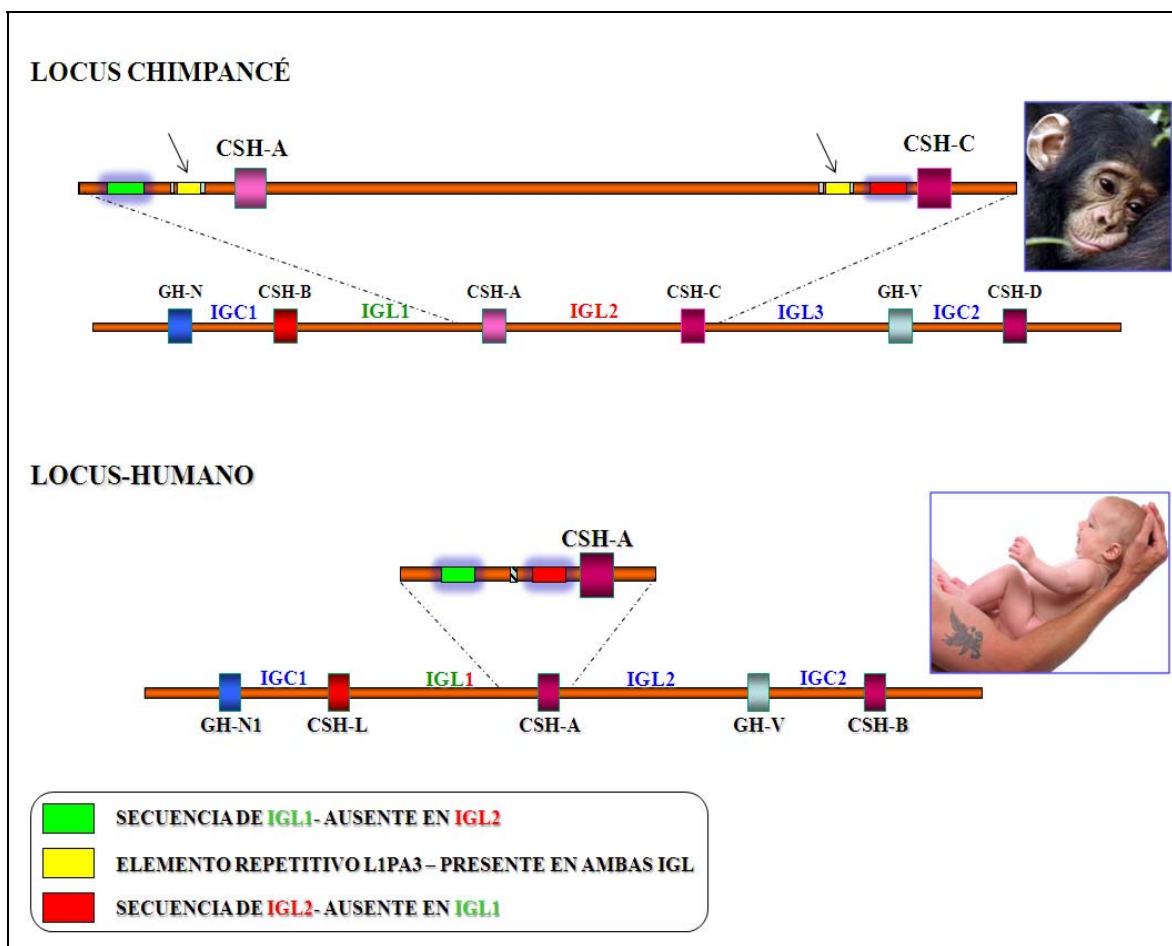 LOCUS CHIMPANCÉ
CSH-A
CSH-C
GH-N
CSH-B
CSH-A
CSH-C
GH-V
CSH-D
IGC1
IGL1
IGL2
IGL3
IGC2
LOCUS-HUMANO
CSH-A
IGC1
IGL1
IGL2
IGC2
GH-N1
CSH-L
CSH-A
GH-V
CSH-B
SECUENCIA DE IGL1- AUSENTE EN IGL2
ELEMENTO REPETITIVO L1PA3 – PRESENTE EN AMBAS IGL
SECUENCIA DE IGL2- AUSENTE EN IGL1